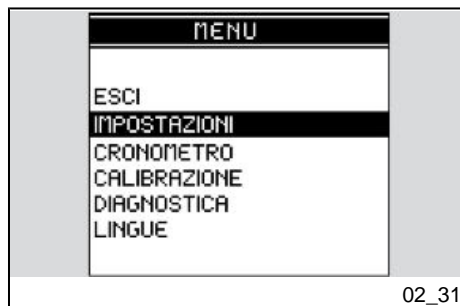 MENU
ESCI
IMPOSTAZIONI
CRONOMETRO
CALIBRAZIONE
DIAGNOSTICA
LINGUE
02_31